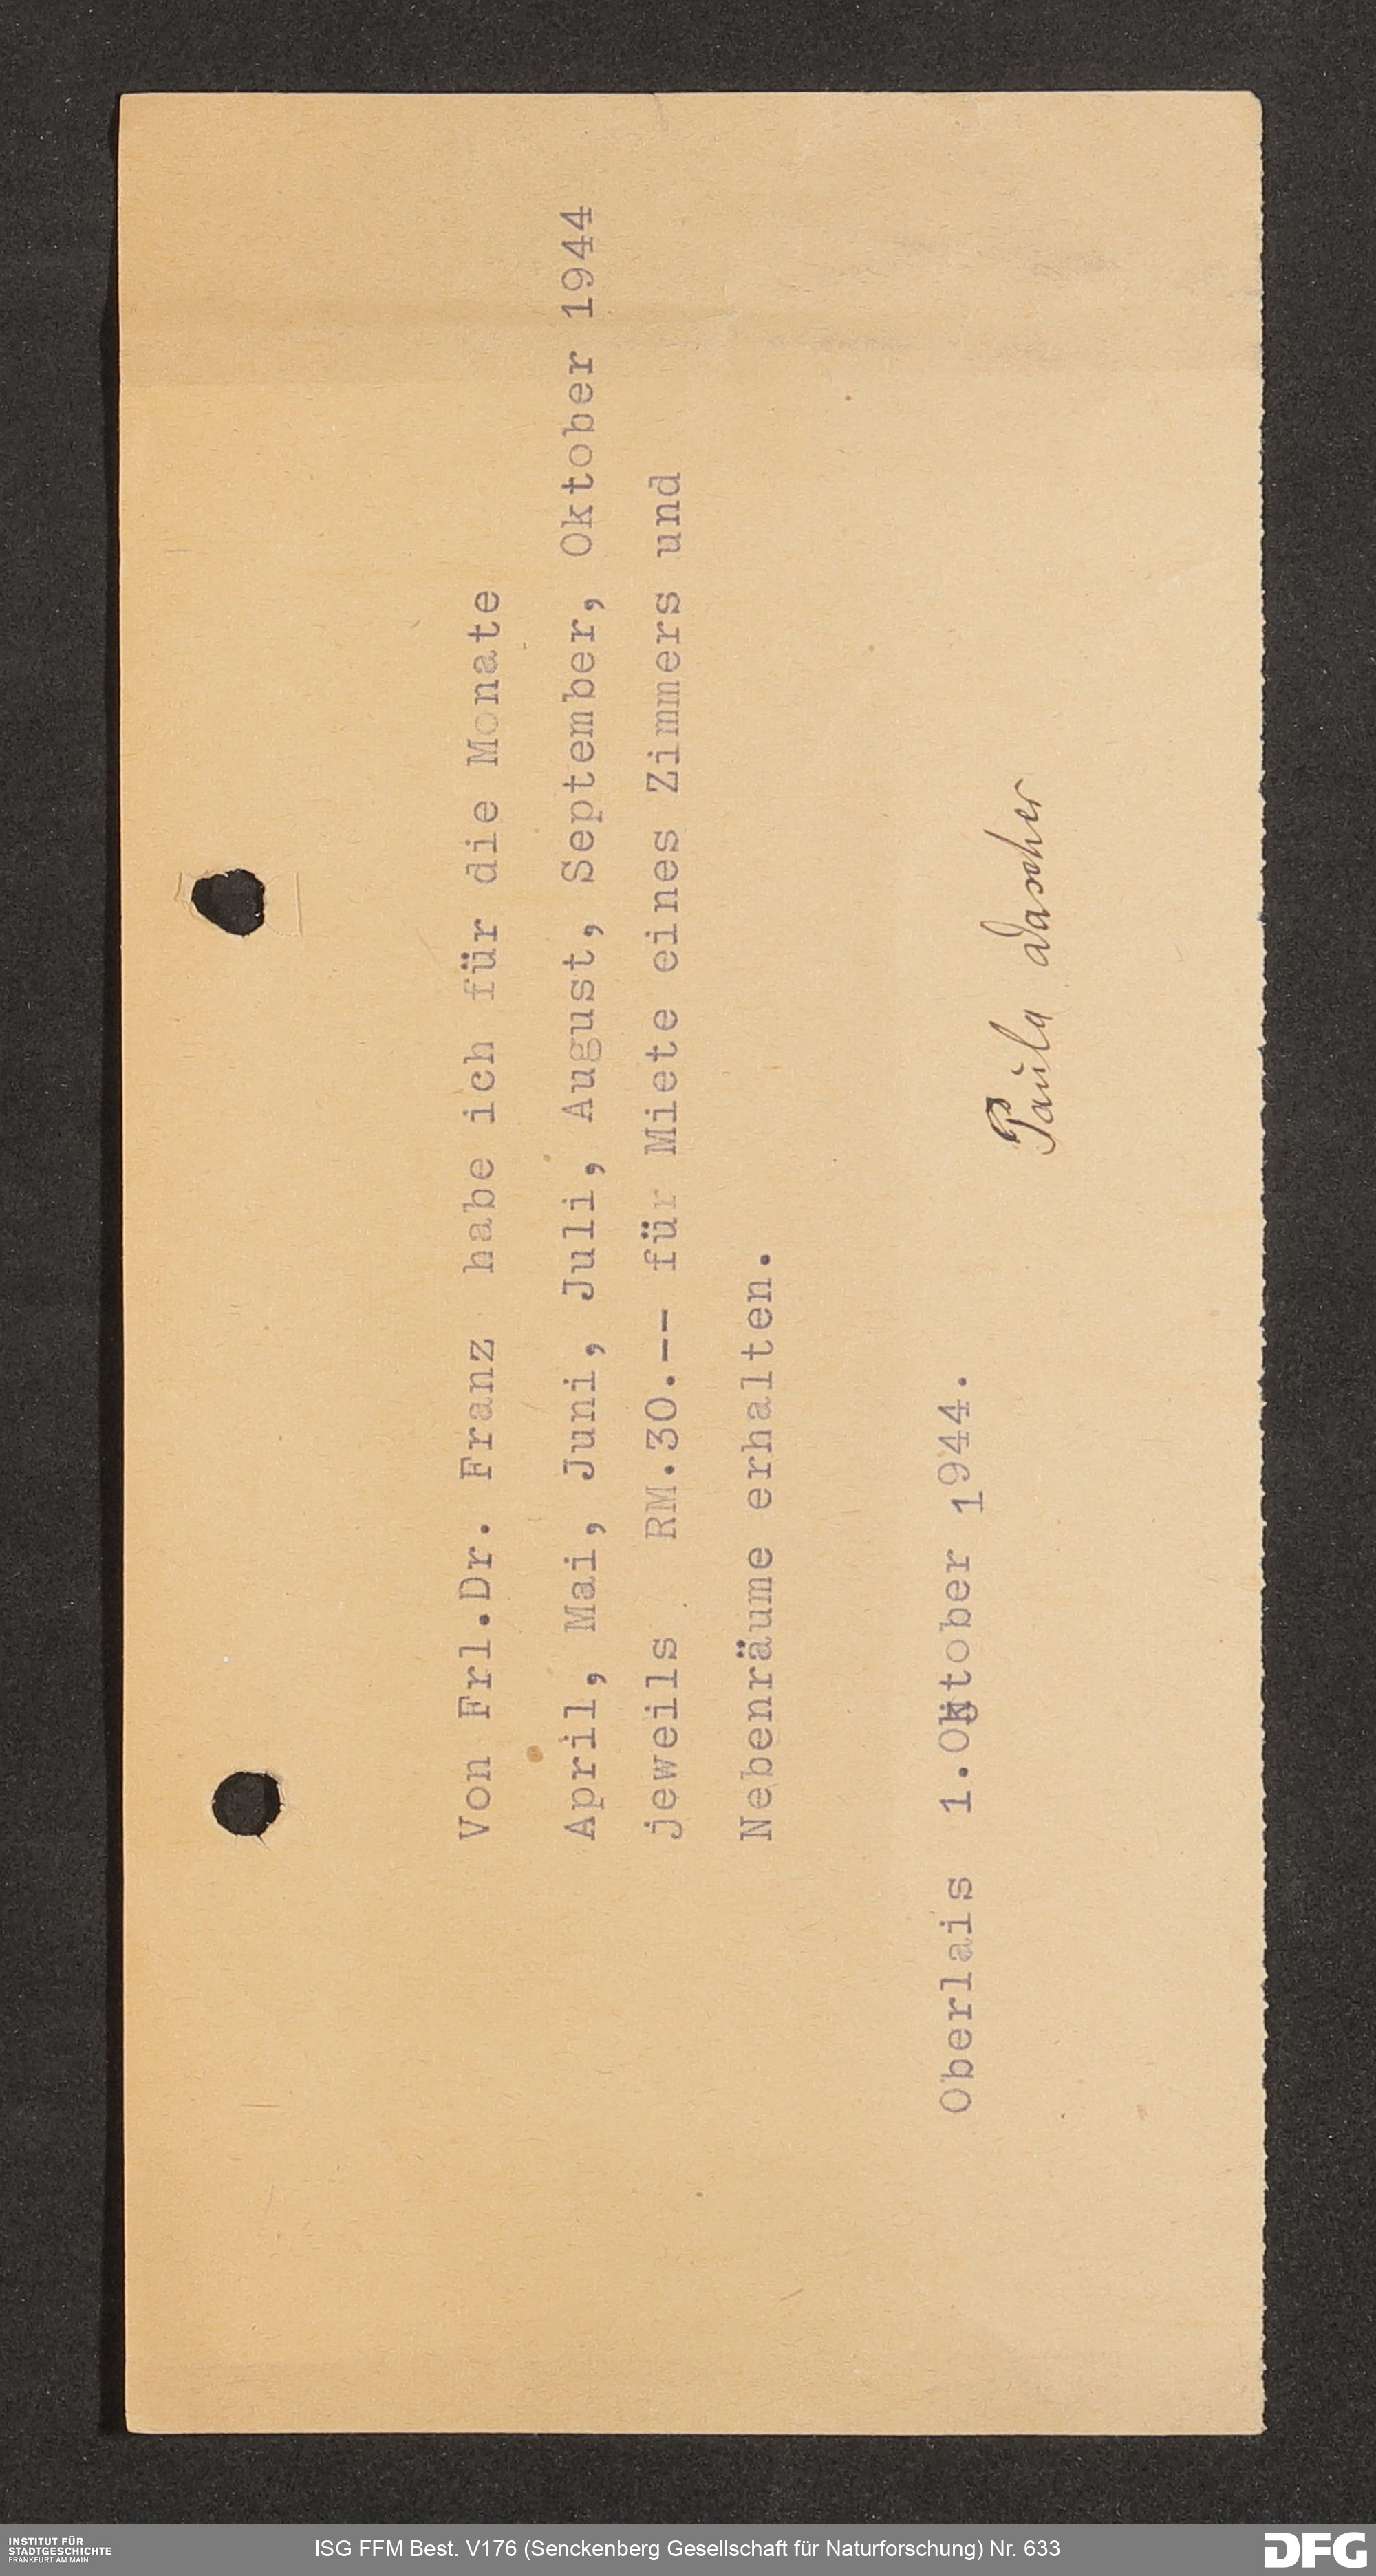 Von Frl.Dr. Franz habe ich für die Monate
April, Mai, Juni, Juli, August, September, Oktober 1944
jeweils RM.30.-- für Miete eines Zimmers und
Nebenräume erhalten.
Oberlais 1.Oktober 1944.
Paula Dascher
INSTITUT FÜR
STADTGESCHICHTE
FRANKFURT AM MAIN
ISG FFM Best. V176 (Senckenberg Gesellschaft für Naturforschung) Nr. 633
DFG